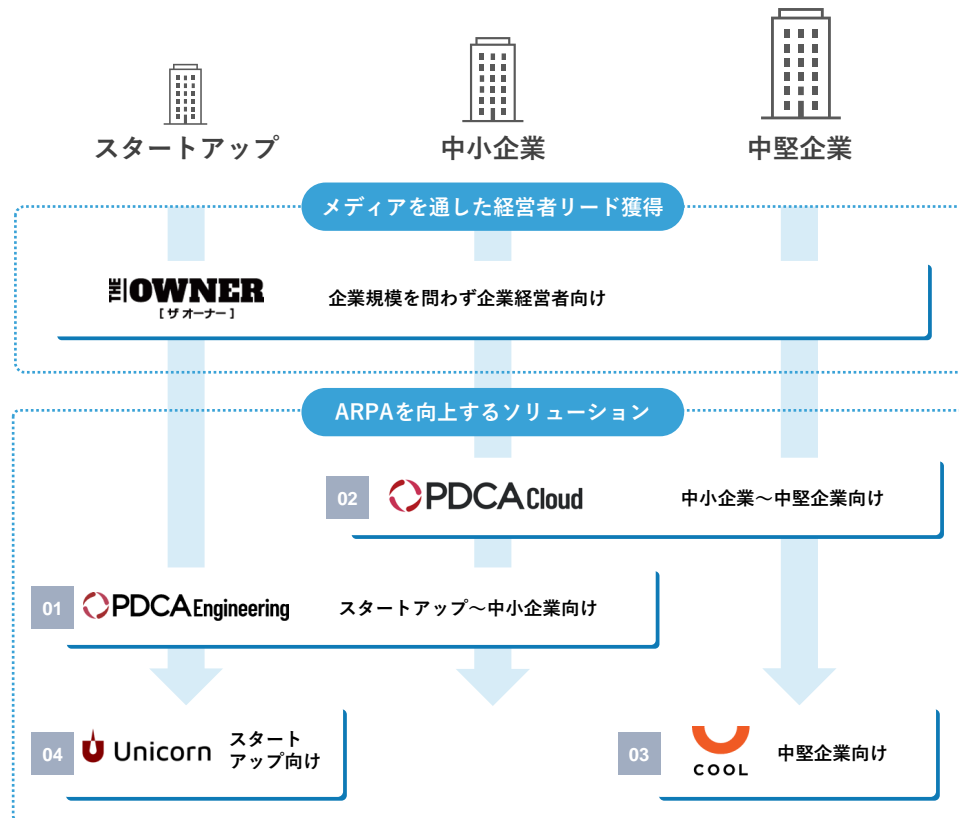 スタートアップ
中小企業
中堅企業
メディアを通した経営者リード獲得
THE OWNER
[ ザ オーナー ]
企業規模を問わず企業経営者向け
ARPAを向上するソリューション
02
PDCA Cloud
中小企業～中堅企業向け
01
PDCA Engineering
スタートアップ～中小企業向け
04
Unicorn
スタート
アップ向け
03
COOL
中堅企業向け